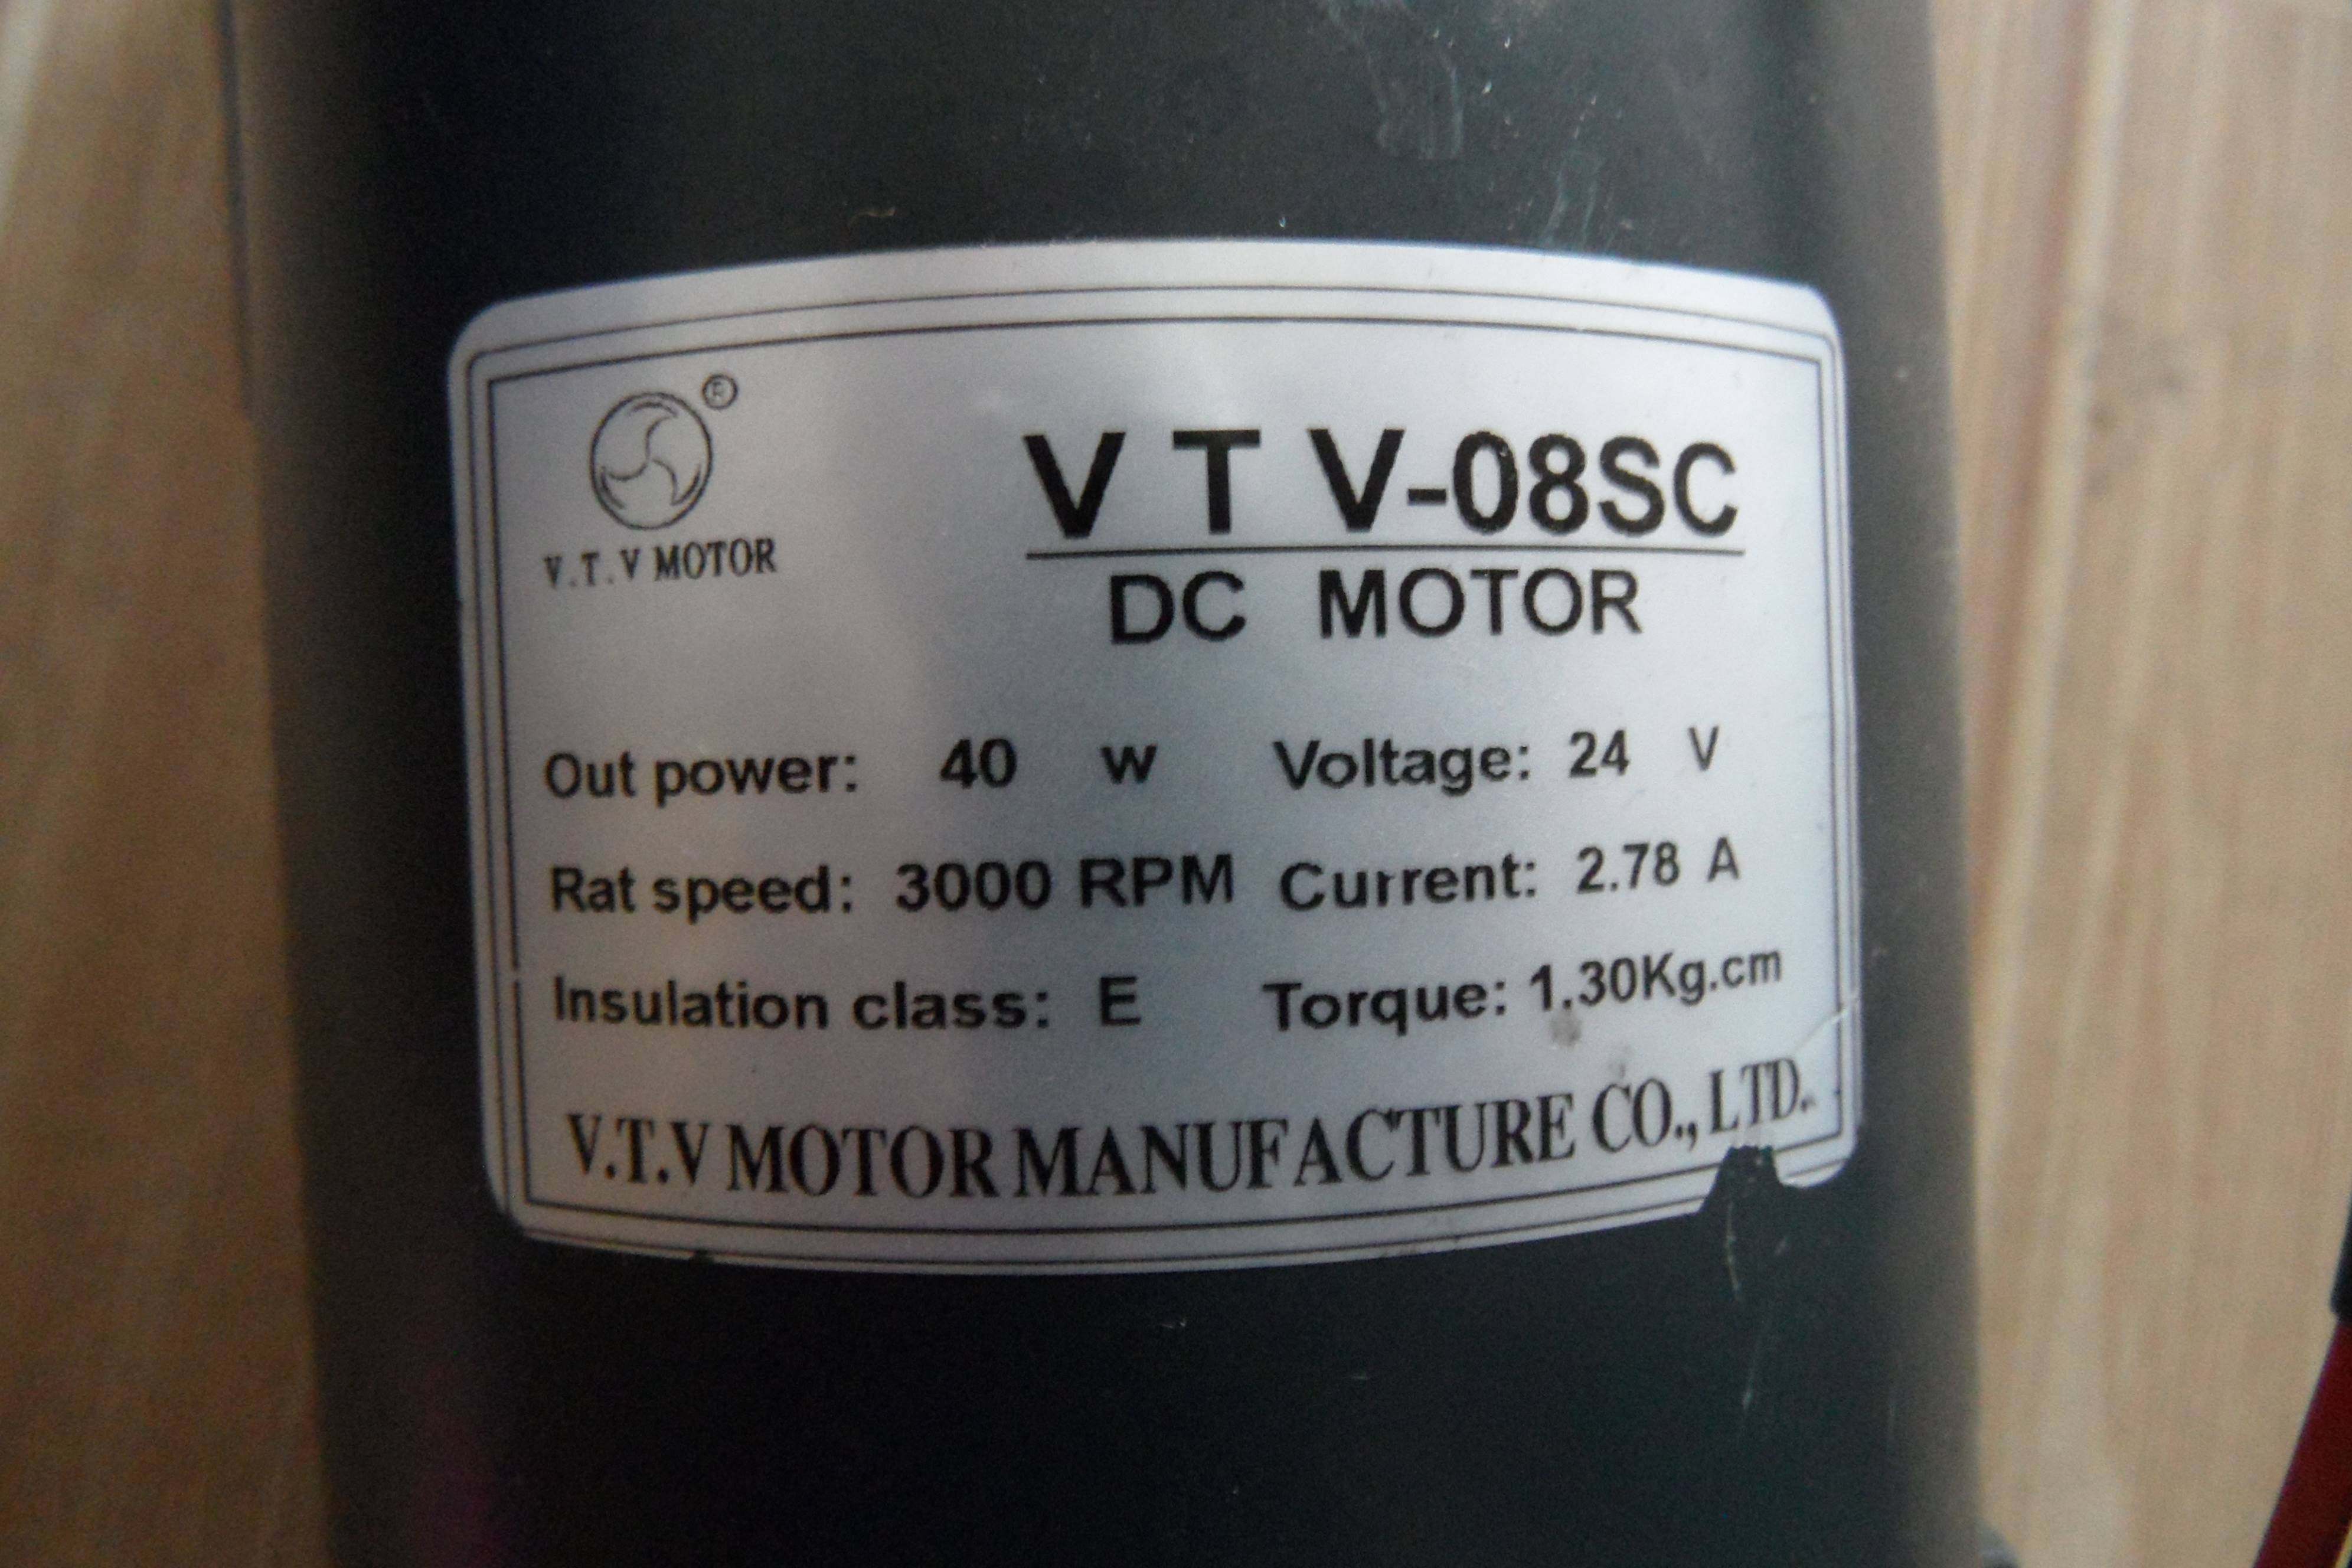 ®
V.T.V MOTOR
V T V-08SC
DC MOTOR
Out power: 40 w Voltage: 24 V
Rat speed: 3000 RPM Current: 2.78 A
Insulation class: E Torque: 1.30Kg.cm
V.T.V MOTOR MANUFACTURE CO., LTD.